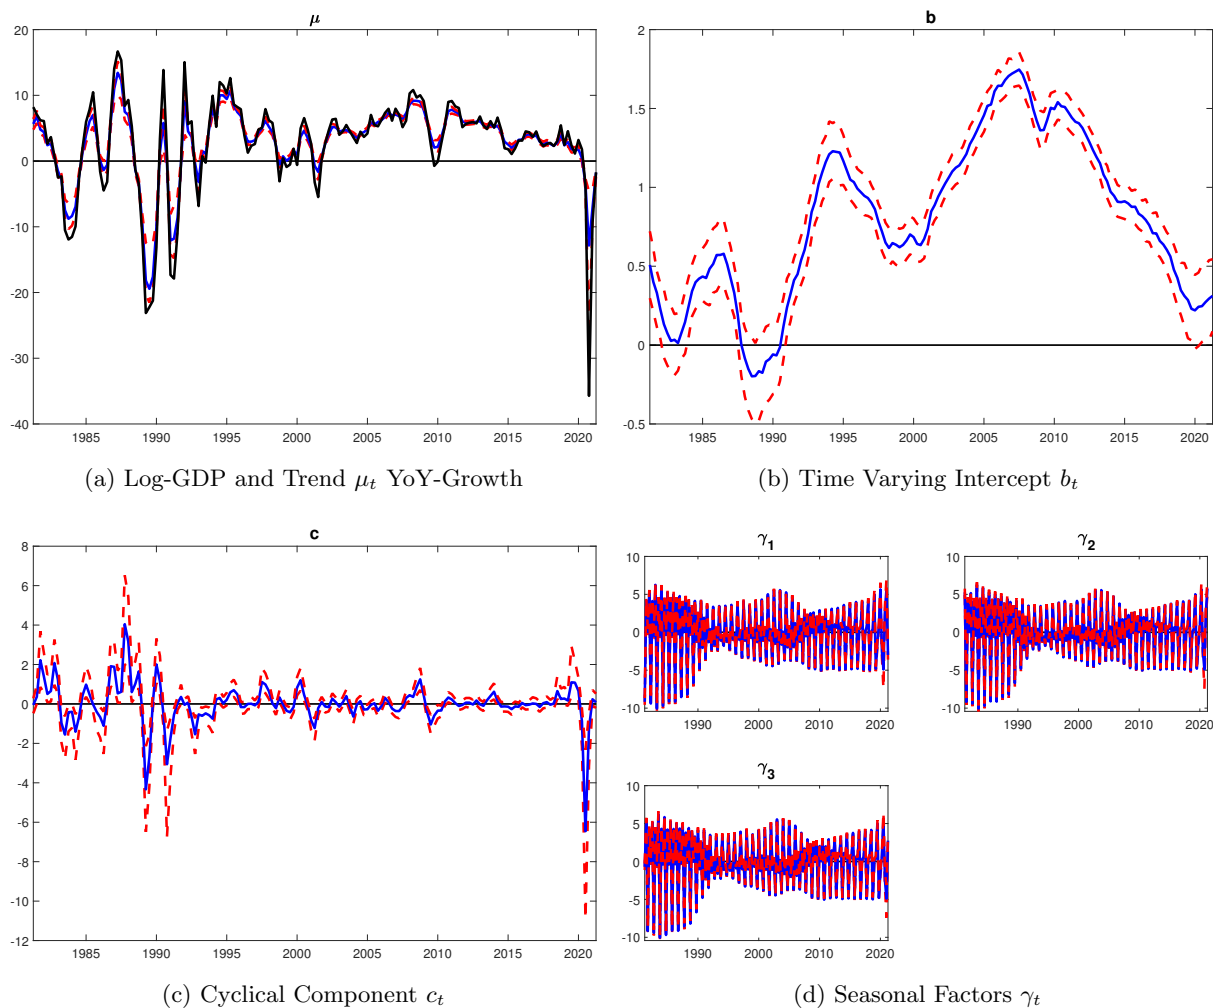 μ
20
10
0
-10
-20
-30
-40
1985 1990 1995 2000 2005 2010 2015 2020
(a) Log-GDP and Trend μt YoY-Growth
b
2
1.5
1
0.5
0
-0.5
1985 1990 1995 2000 2005 2010 2015 2020
(b) Time Varying Intercept bt
c
8
6
4
2
0
-2
-4
-6
-8
-10
-12
1985 1990 1995 2000 2005 2010 2015 2020
(c) Cyclical Component ct
γ1
10
5
0
-5
-10
1990 2000 2010 2020
γ2
10
5
0
-5
-10
1990 2000 2010 2020
γ3
10
5
0
-5
-10
1990 2000 2010 2020
(d) Seasonal Factors γt